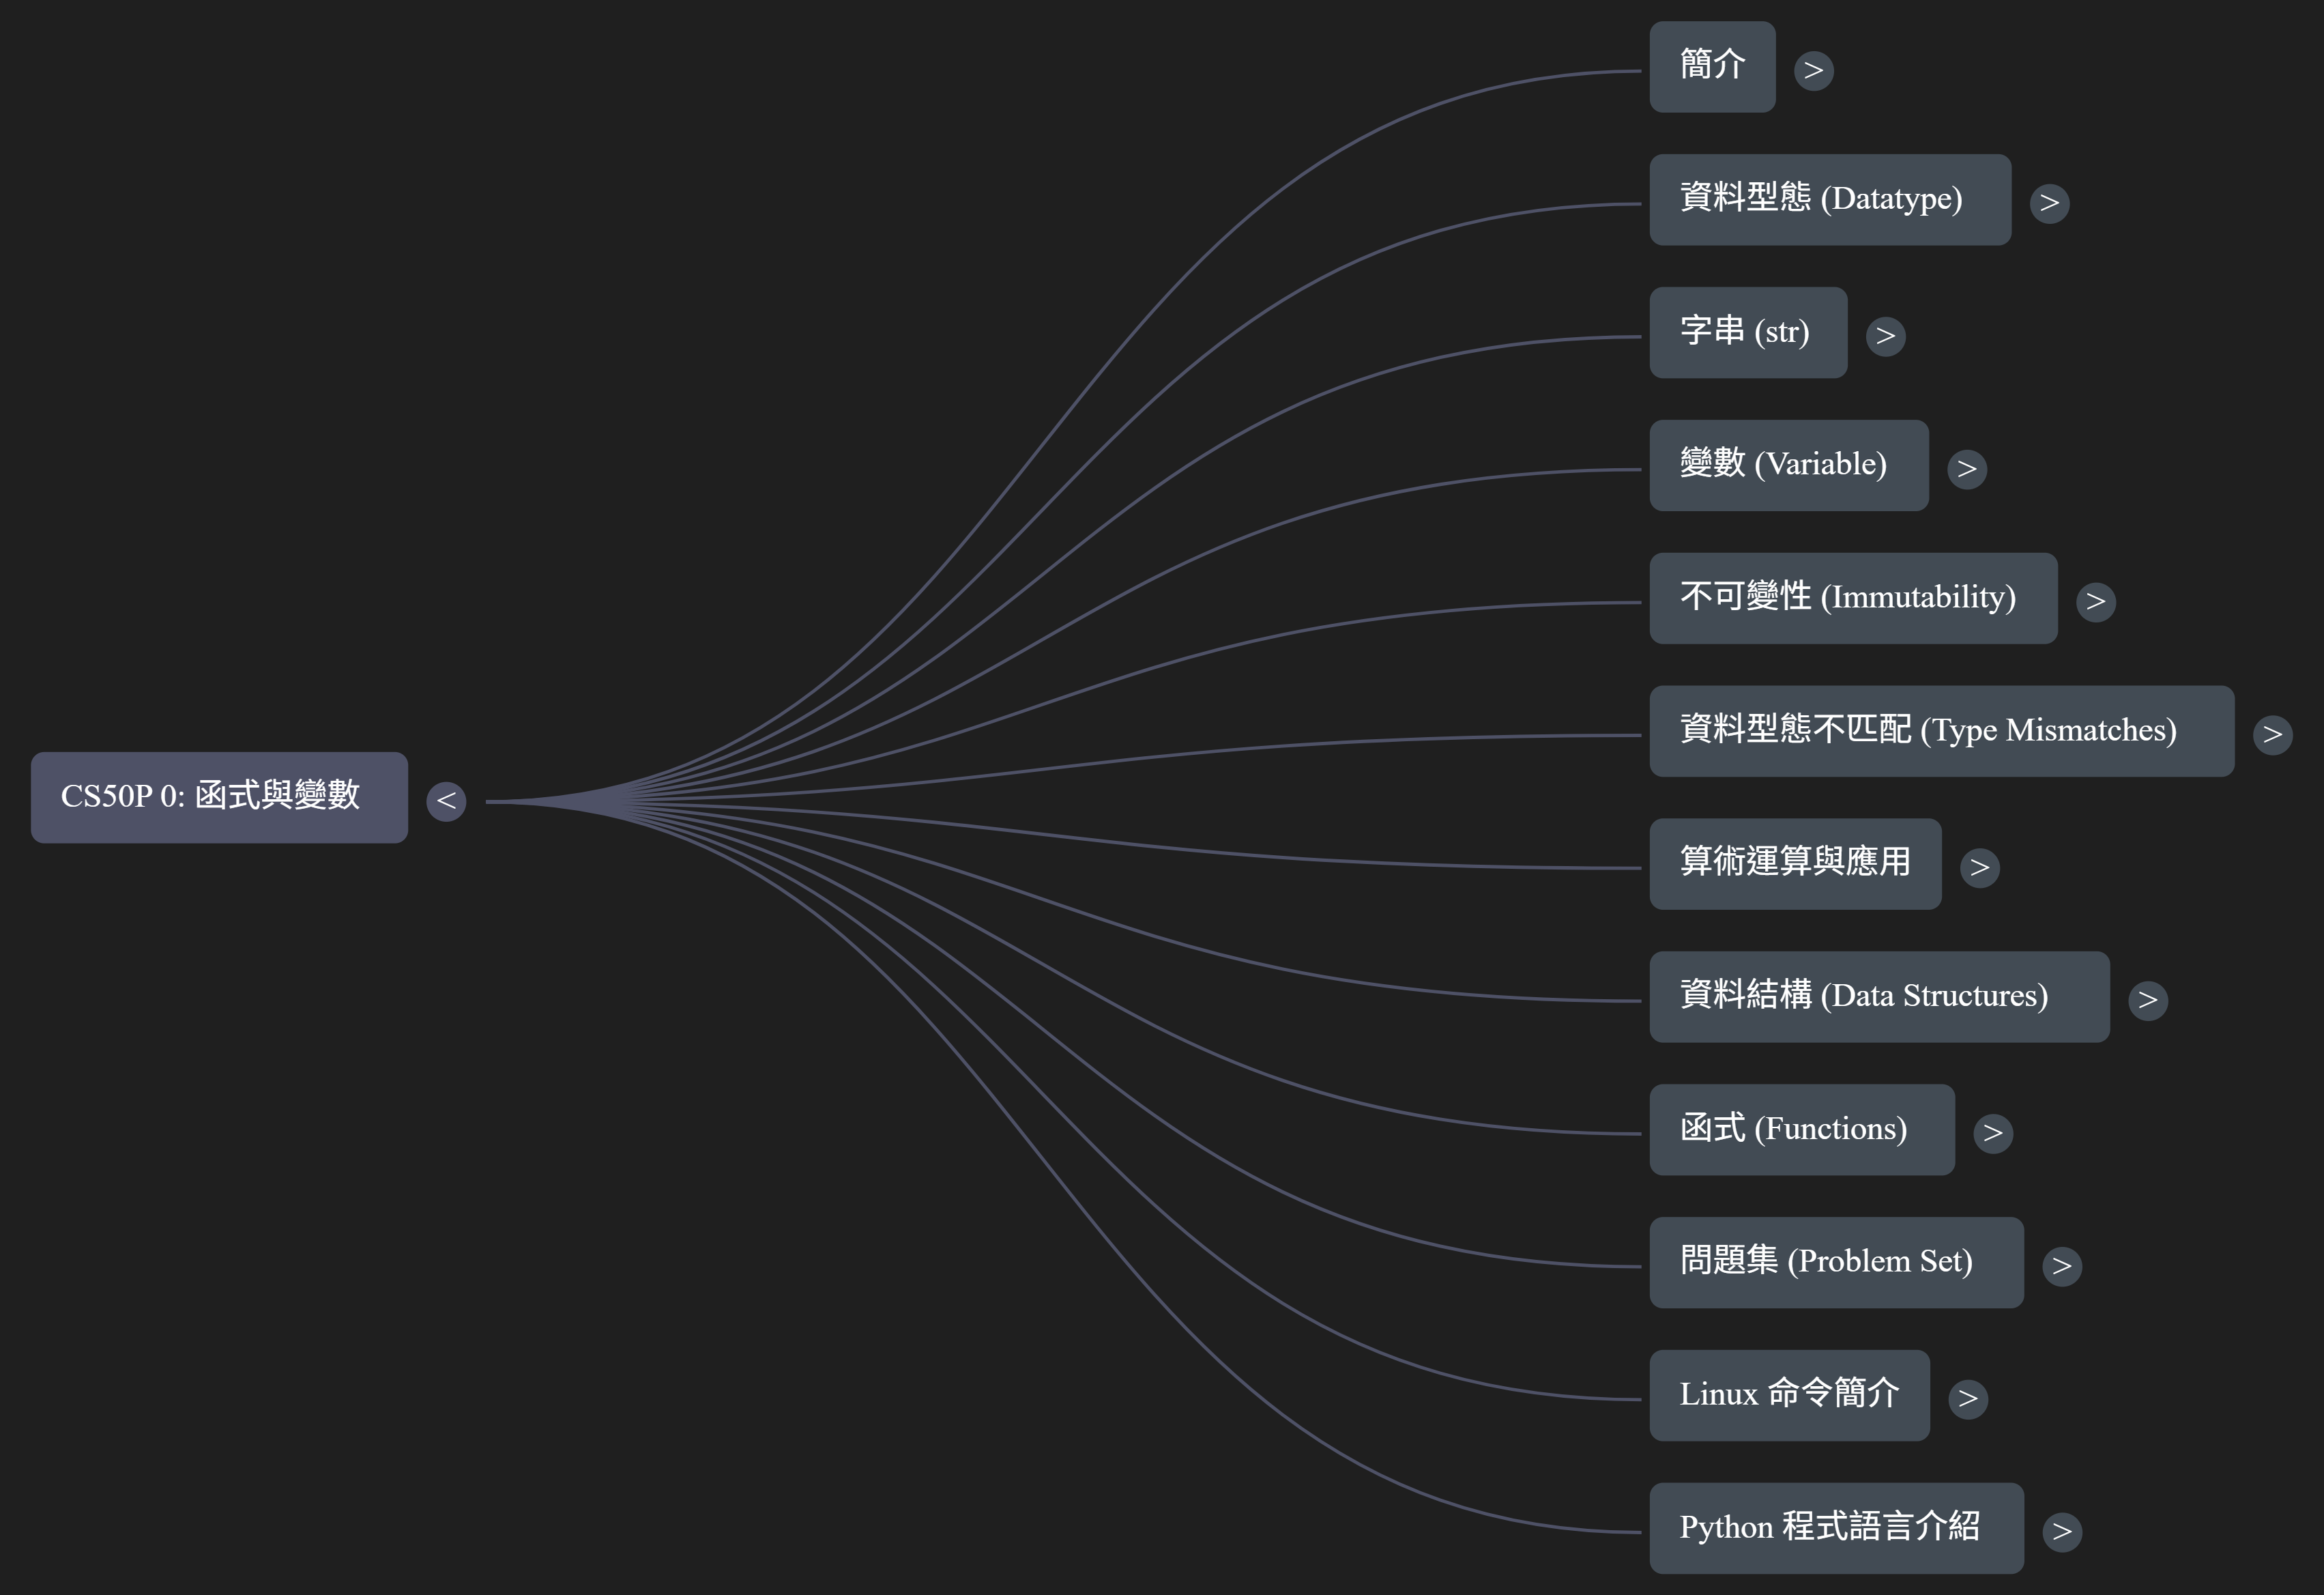 簡介 >
資料型態 (Datatype) >
字串 (str) >
變數 (Variable) >
不可變性 (Immutability) >
資料型態不匹配 (Type Mismatches) >
CS50P 0: 函式與變數 <
算術運算與應用 >
資料結構 (Data Structures) >
函式 (Functions) >
問題集 (Problem Set) >
Linux 命令簡介 >
Python 程式語言介紹 >